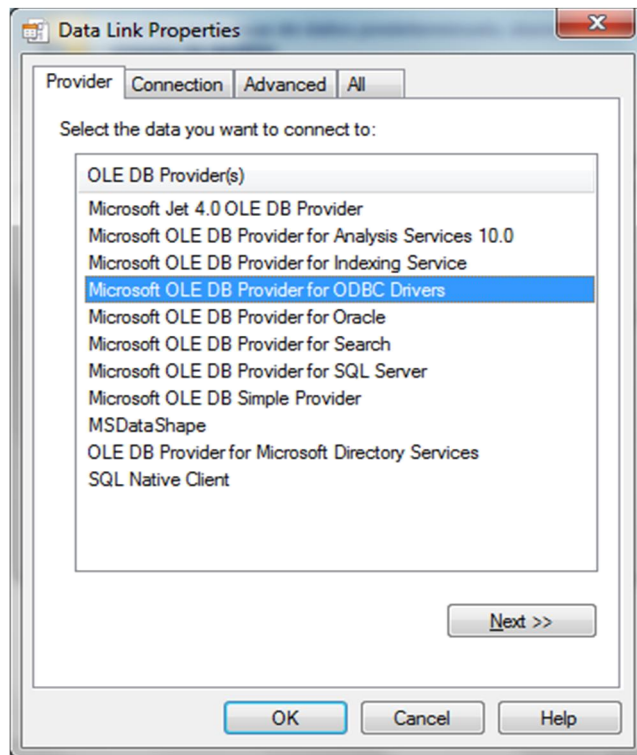 Data Link Properties
Provider Connection Advanced All
Select the data you want to connect to:
OLE DB Provider(s)
Microsoft Jet 4.0 OLE DB Provider
Microsoft OLE DB Provider for Analysis Services 10.0
Microsoft OLE DB Provider for Indexing Service
Microsoft OLE DB Provider for ODBC Drivers
Microsoft OLE DB Provider for Oracle
Microsoft OLE DB Provider for Search
Microsoft OLE DB Provider for SQL Server
Microsoft OLE DB Simple Provider
MSDataShape
OLE DB Provider for Microsoft Directory Services
SQL Native Client
Next >>
OK Cancel Help